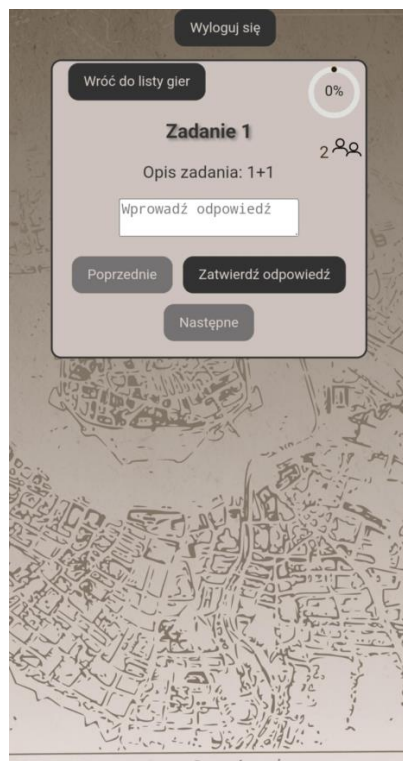 Wyloguj się
Wróć do listy gier
0%
Zadanie 1
2
Opis zadania: 1+1
Wprowadź odpowiedź
Poprzednie
Zatwierdź odpowiedź
Następne